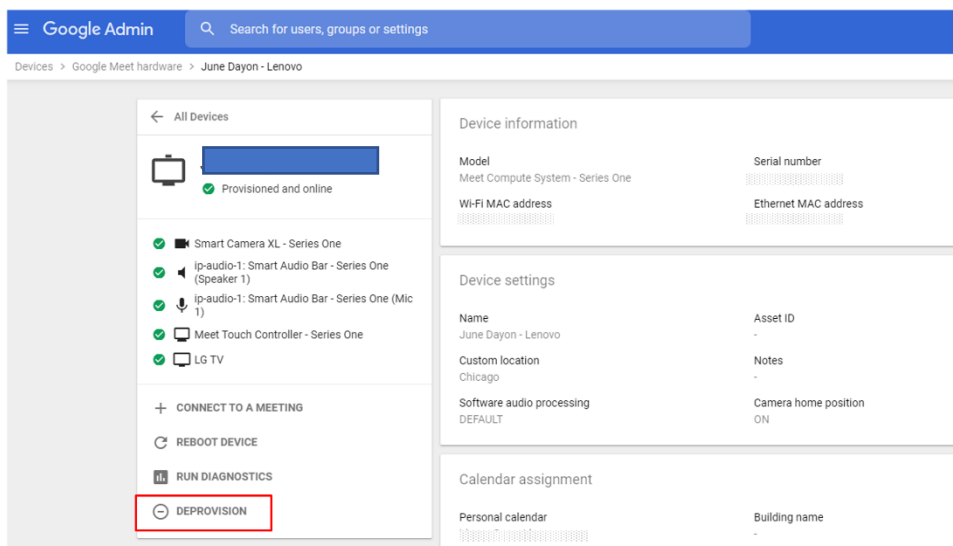 Google Admin
Search for users, groups or settings
Devices > Google Meet hardware > June Dayon - Lenovo
All Devices
Provisioned and online
Smart Camera XL - Series One
ip-audio-1: Smart Audio Bar - Series One
(Speaker 1)
ip-audio-1: Smart Audio Bar - Series One (Mic
1)
Meet Touch Controller - Series One
LG TV
CONNECT TO A MEETING
REBOOT DEVICE
RUN DIAGNOSTICS
DEPROVISION
Device information
Model
Serial number
Meet Compute System - Series One
Wi-Fi MAC address
Ethernet MAC address
Device settings
Name
Asset ID
June Dayon - Lenovo
-
Custom location
Notes
Chicago
-
Software audio processing
Camera home position
DEFAULT
ON
Calendar assignment
Personal calendar
Building name
-